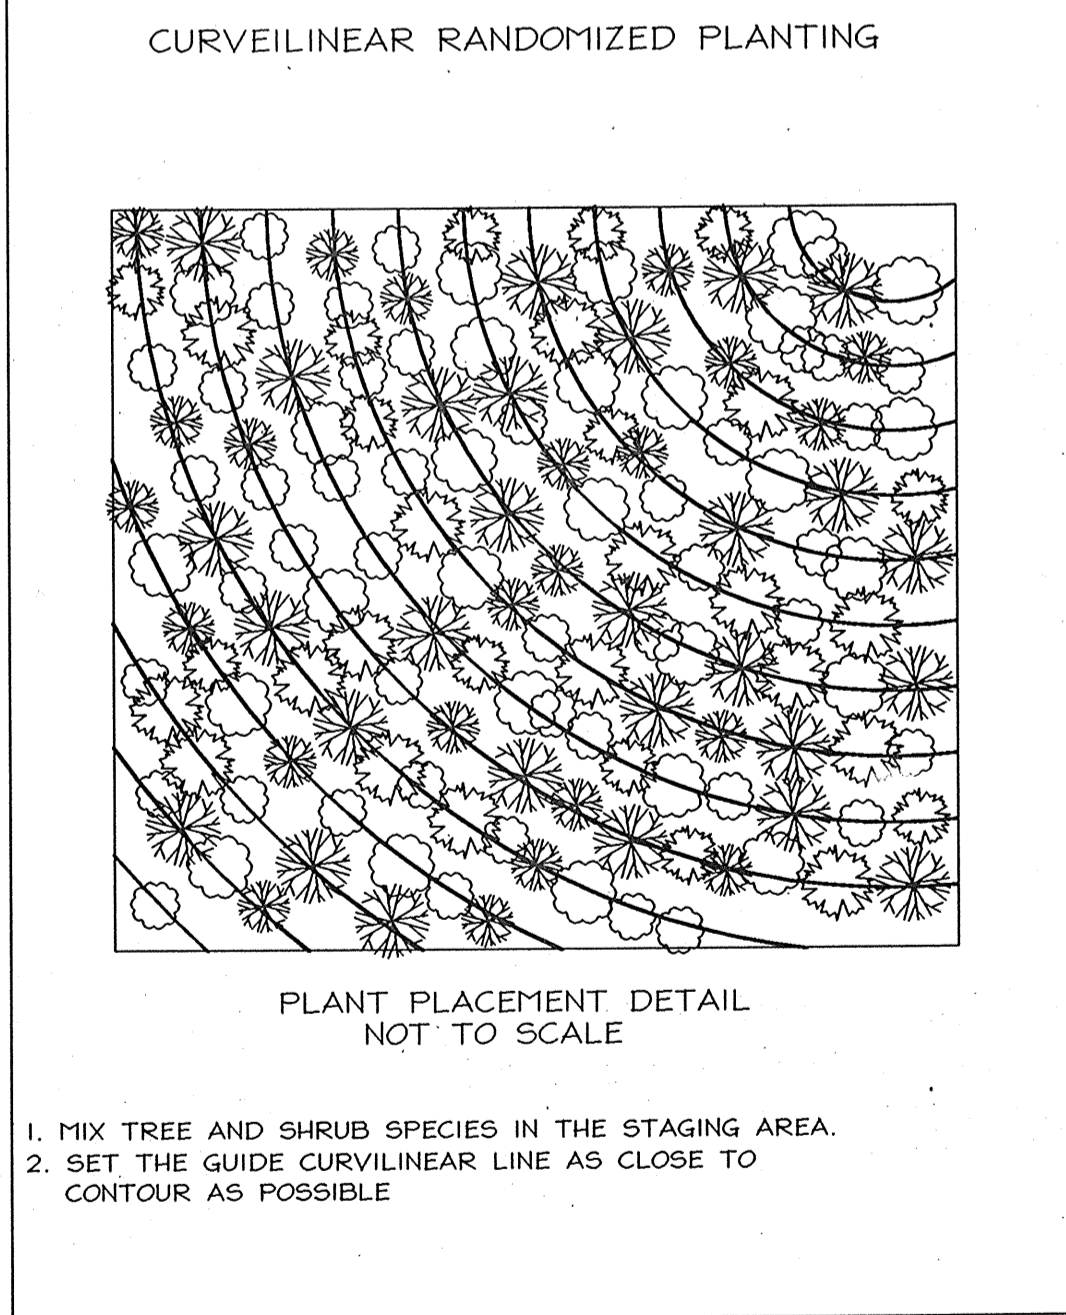 CURVEILINEAR RANDOMIZED PLANTING
PLANT PLACEMENT DETAIL
NOT TO SCALE
1. MIX TREE AND SHRUB SPECIES IN THE STAGING AREA.
2. SET THE GUIDE CURVILINEAR LINE AS CLOSE TO
CONTOUR AS POSSIBLE